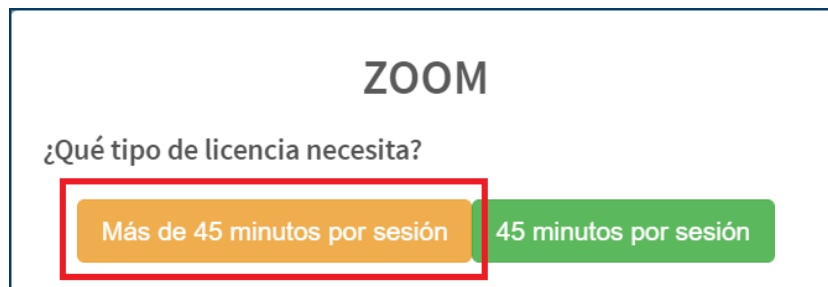 ZOOM
¿Qué tipo de licencia necesita?
Más de 45 minutos por sesión 45 minutos por sesión